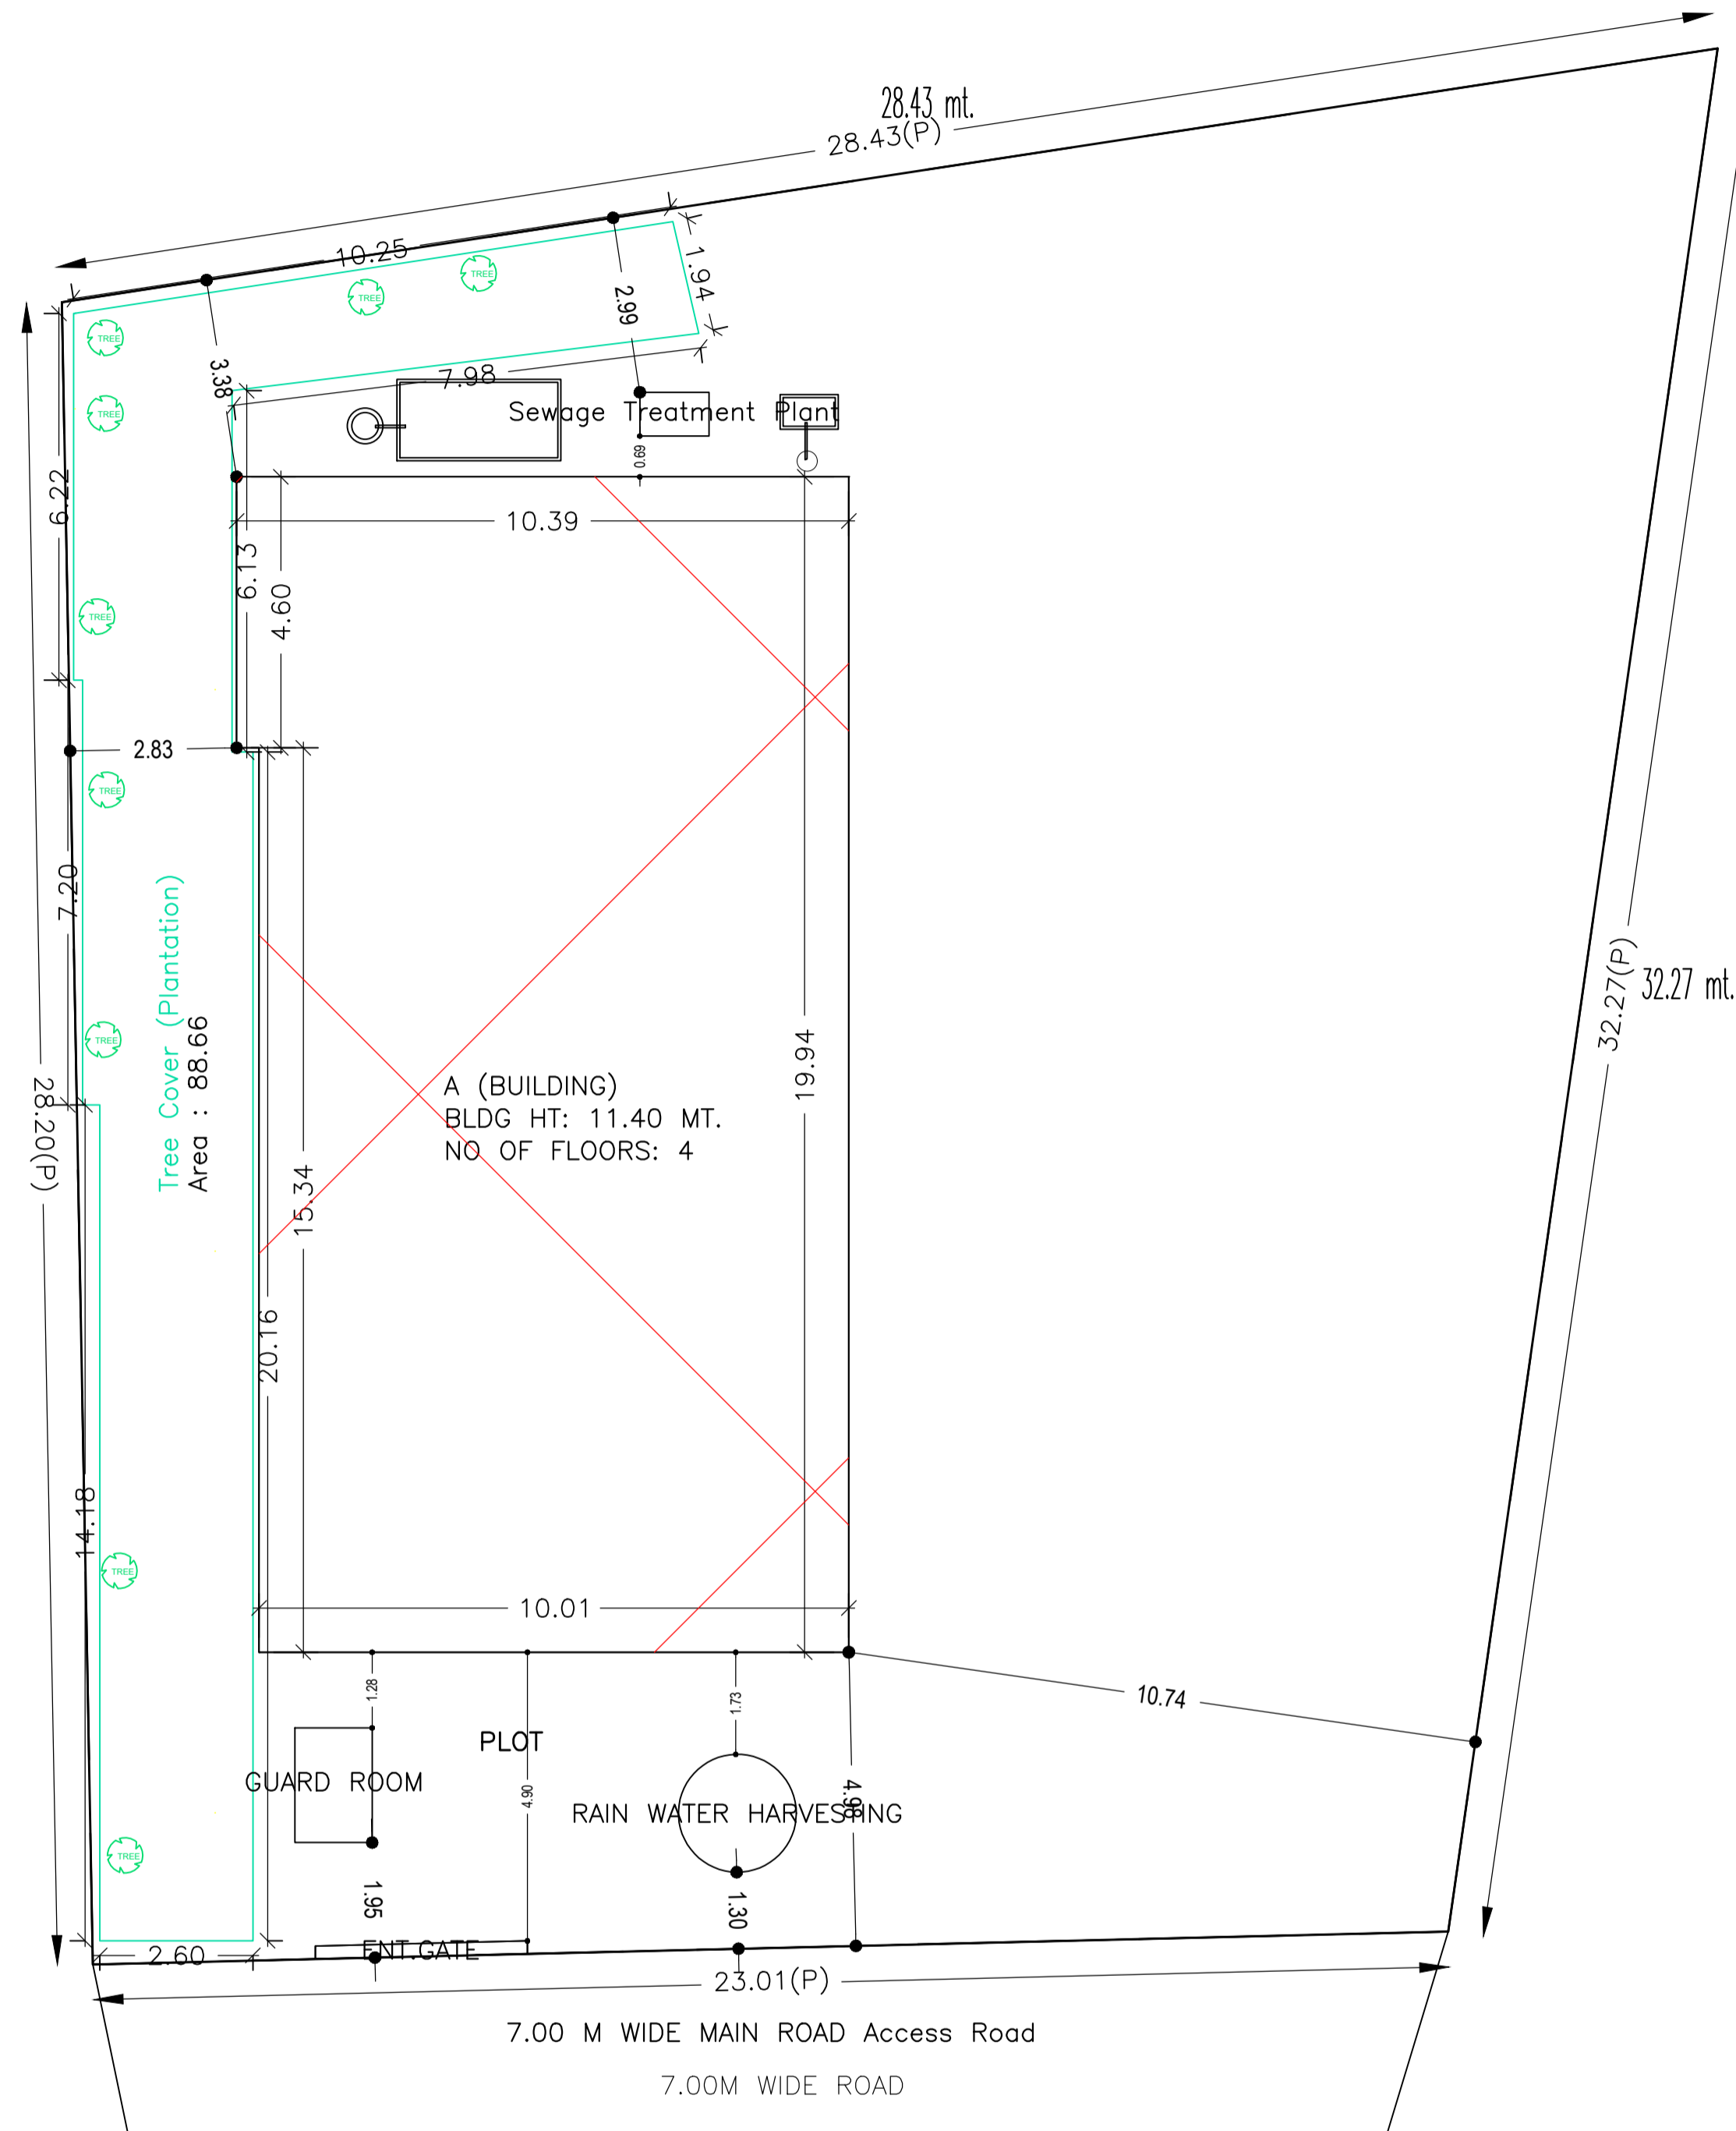 28.43 mt.
28.43(P)
10.25
TREE
TREE
1.94
2.99
TREE
3.38
7.98
TREE
Sewage Treatment Plant
0.69
6.22
10.39
6.13
4.60
TREE
2.83
TREE
7.20
Tree Cover (Plantation)
Area : 88.66
32.27(P)
32.27 mt.
TREE
19.94
A (BUILDING)
BLDG HT: 11.40 MT.
NO OF FLOORS: 4
28.20(P)
15.34
20.16
14.18
TREE
10.01
1.28
1.73
10.74
PLOT
GUARD ROOM
4.90
4.98
RAIN WATER HARVESTING
TREE
1.95
1.30
ENT.GATE
2.60
23.01(P)
7.00 M WIDE MAIN ROAD Access Road
7.00M WIDE ROAD